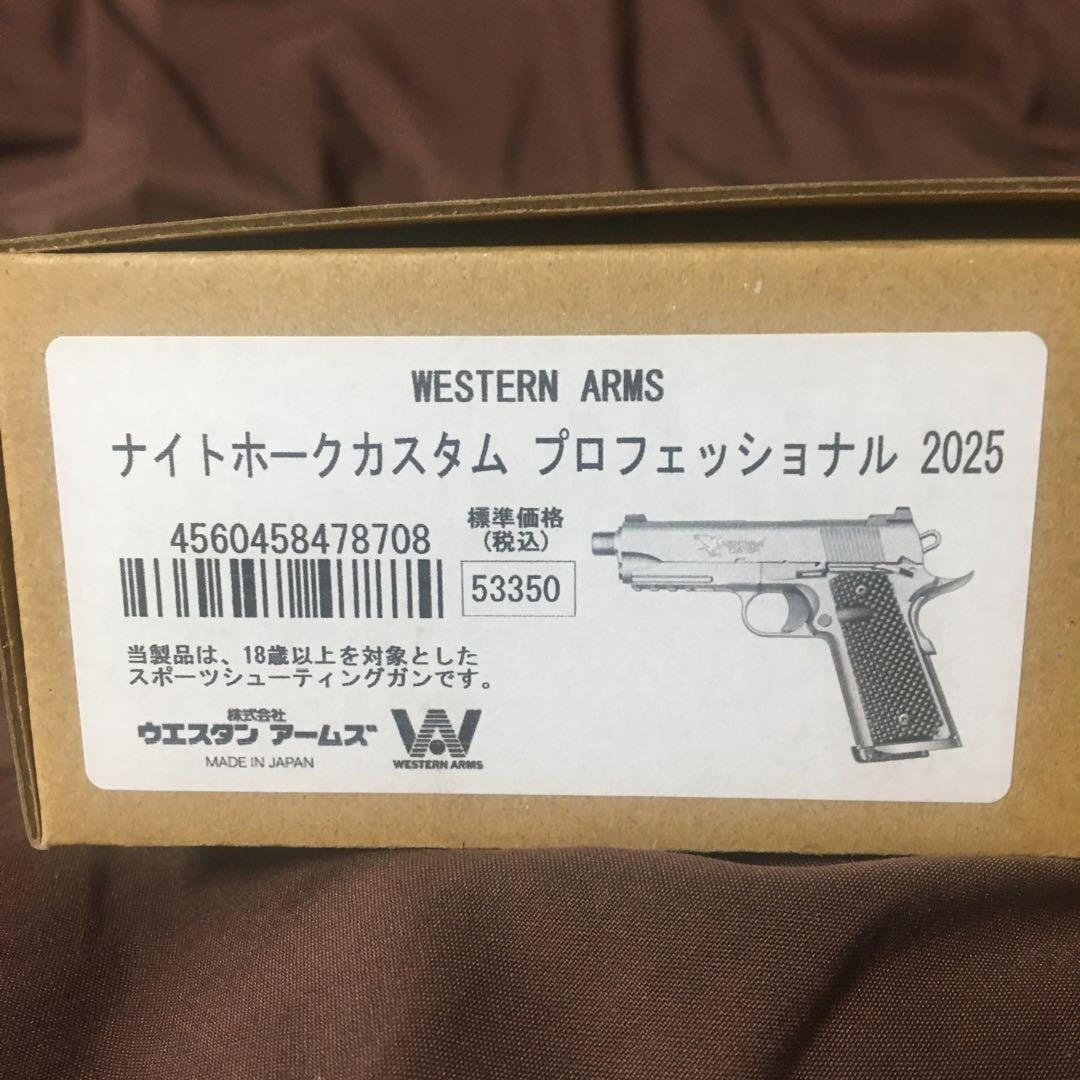 WESTERN ARMS
ナイトホークカスタム プロフェッショナル 2025
4560458478708
標準価格
(税込)
53350
当製品は、18歳以上を対象とした
スポーツシューティングガンです。
株式会社
ウエスタン アームズ
MADE IN JAPAN
WESTERN ARMS